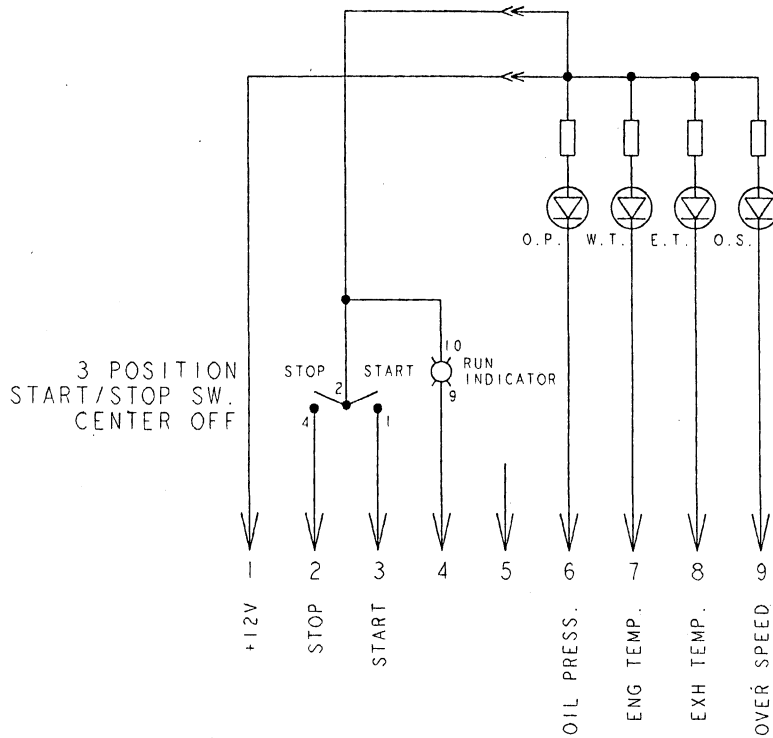 O.P.
W.T.
E.T.
O.S.
3 POSITION
START/STOP SW.
CENTER OFF
STOP
2
START
4
1
10
RUN
INDICATOR
9
1
2
3
4
5
6
7
8
9
+12V
STOP
START
OIL PRESS.
ENG TEMP.
EXH TEMP.
OVER SPEED